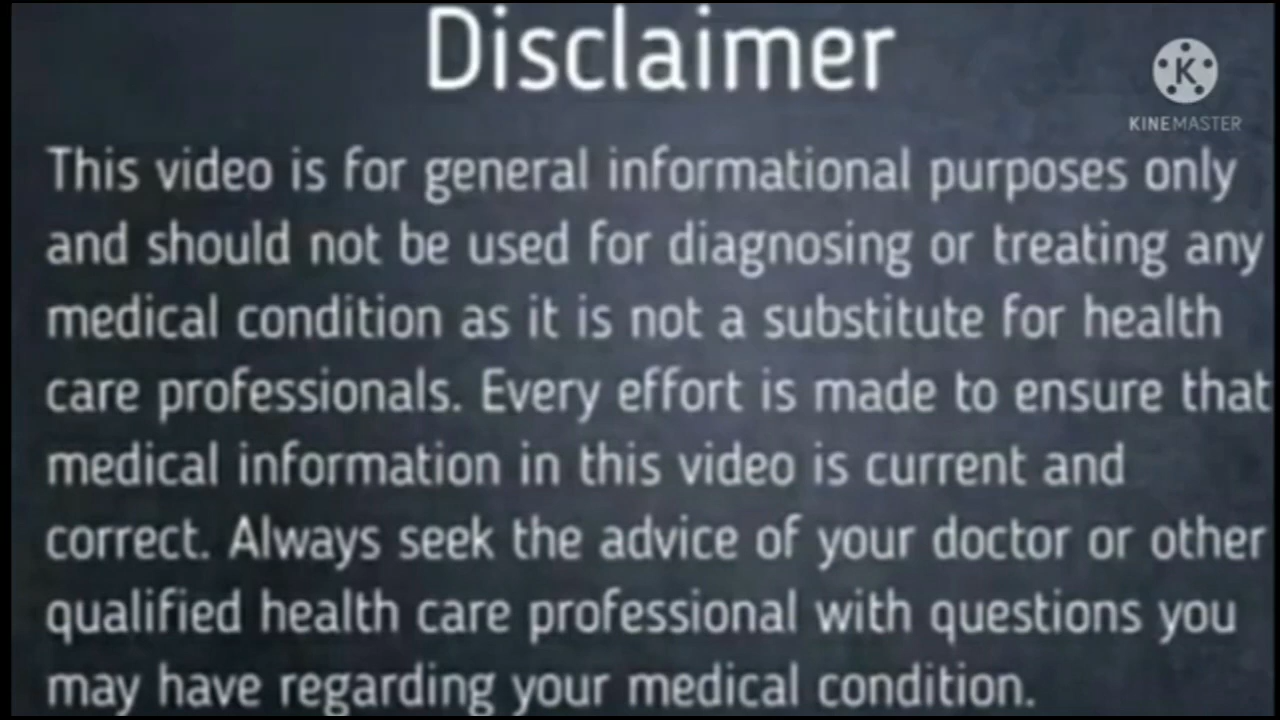 Disclaimer
K
KINEMASTER
This video is for general informational purposes only
and should not be used for diagnosing or treating any
medical condition as it is not a substitute for health
care professionals. Every effort is made to ensure that
medical information in this video is current and
correct. Always seek the advice of your doctor or other
qualified health care professional with questions you
may have regarding your medical condition.